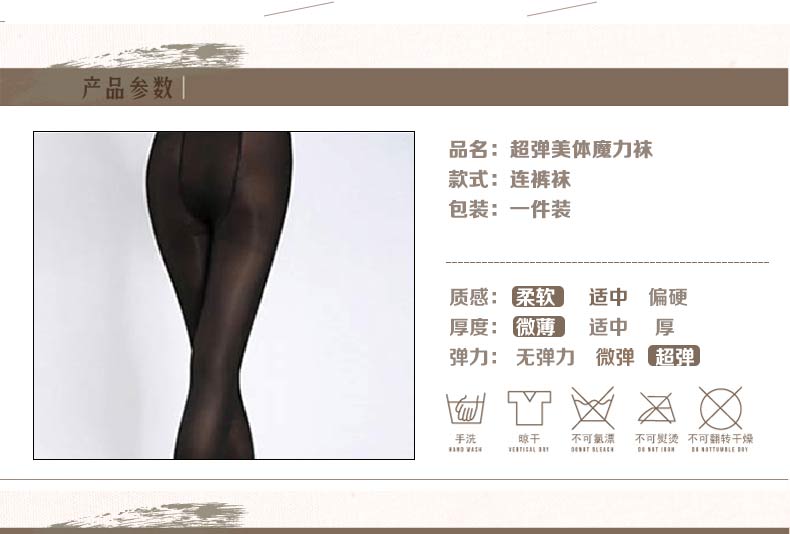 产品参数
品名：超弹美体魔力袜
款式：连裤袜
包装：一件装
质感：柔软 适中 偏硬
厚度：微薄 适中 厚
弹力：无弹力 微弹 超弹
手洗 晾干 不可氯漂 不可熨烫 不可翻转干燥
HAND WASH VERTICAL DRY DONOT BLEACH DO NOT IRON DO NOTTUMBLE DRY